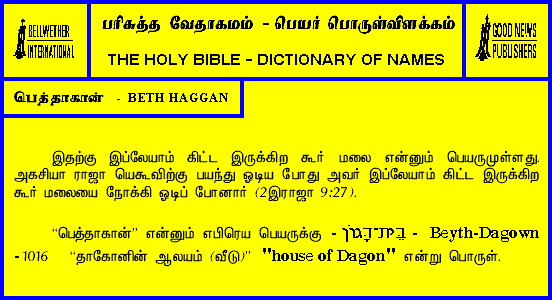 BELLWETHER
INTERNATIONAL
பரிசுத்த வேதாகமம் - பெயர் பொருள்விளக்கம்
THE HOLY BIBLE - DICTIONARY OF NAMES
GOOD NEWS
PUBLISHERS
பெத்தாகான் - BETH HAGGAN
இதற்கு இப்லேயாம் கிட்ட இருக்கிற கூர் மலை என்னும் பெயருமுள்ளது.
அகசியா ராஜா யெகூவிற்கு பயந்து ஓடிய போது அவர் இப்லேயாம் கிட்ட இருக்கிற
கூர் மலையை நோக்கி ஓடிப் போனார் (2இராஜா 9:27).
“பெத்தாகான்” என்னும் எபிரெய பெயருக்கு - בֵּית־דָּגוֹן - Beyth-Dagown
-1016 “தாகோனின் ஆலயம் (வீடு)” "house of Dagon" என்று பொருள்.